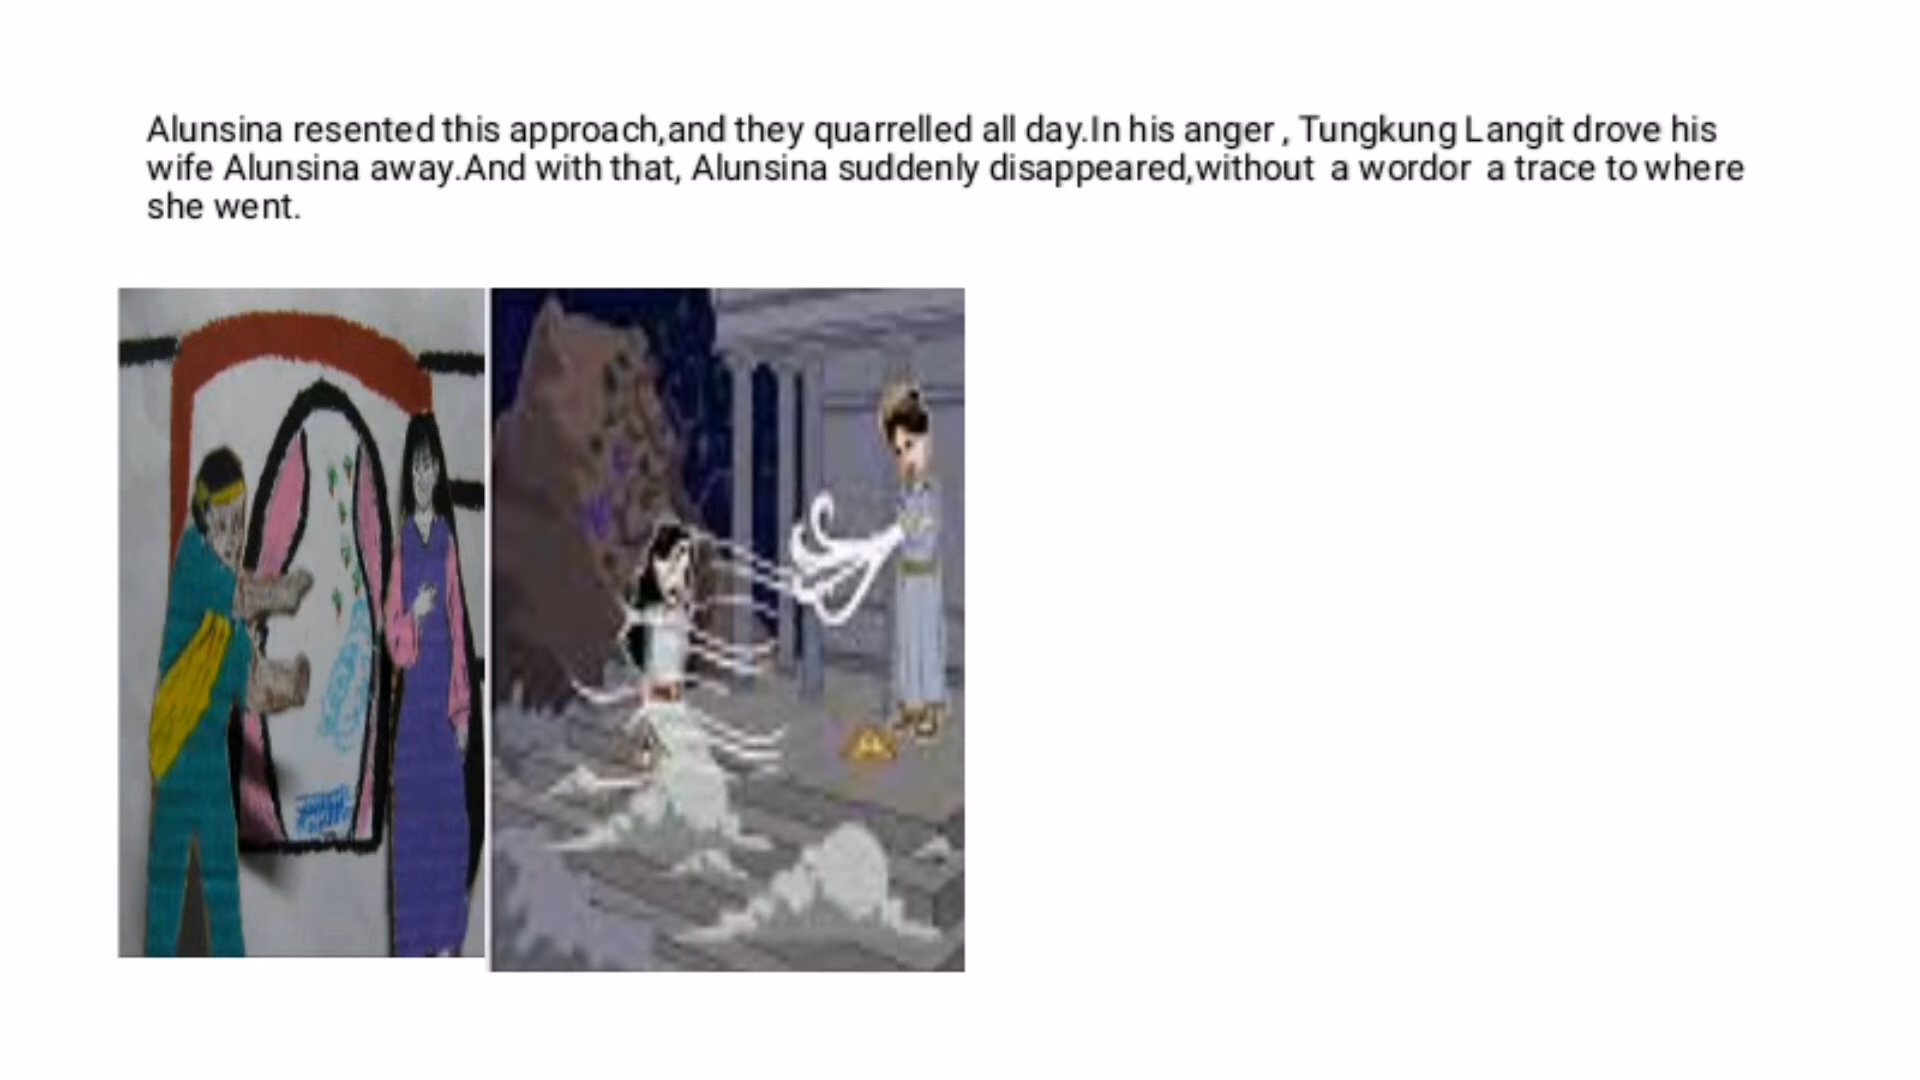 Alunsina resented this approach,and they quarrelled all day.In his anger , Tungkung Langit drove his
wife Alunsina away.And with that, Alunsina suddenly disappeared,without a wordor a trace to where
she went.